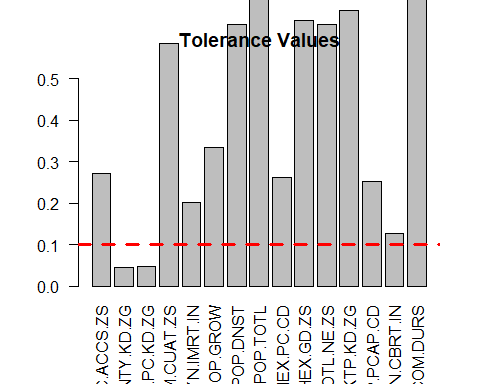 Tolerance Values
0.5
0.4
0.3
0.2
0.1
0.0
C.ACCS.ZS
NTY.KD.ZG
.PC.KD.ZG
M.CUAT.ZS
YN.IMRT.IN
OP.GROW
POP.DNST
POP.TOTL
HEX.PC.CD
HEX.GD.ZS
OTL.NE.ZS
KTP.KD.ZG
.PCAP.CD
N.CBRT.IN
COM.DURS